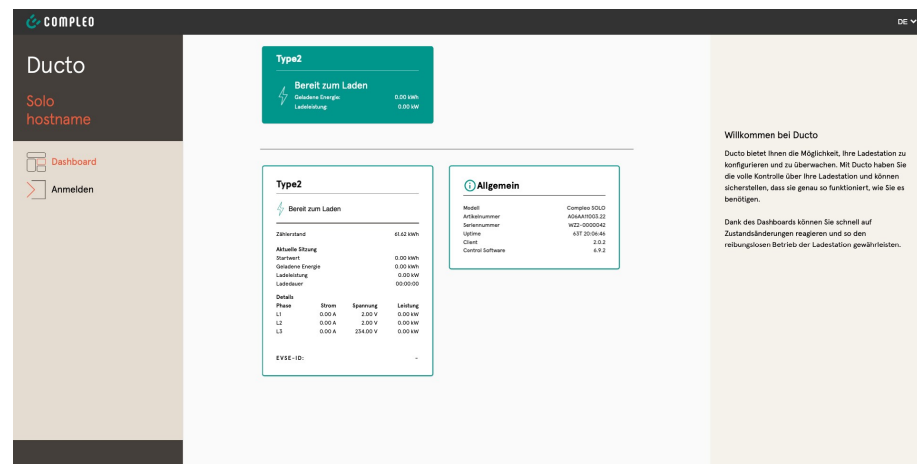 COMPLEO
DE
Ducto
Solo
hostname
Dashboard
Anmelden
Type2
Bereit zum Laden
Geladene Energie: 0.00 kWh
Ladeleistung: 0.00 kW
Type2
Bereit zum Laden
Zählerstand 61.62 kWh
Aktuelle Sitzung
Startwert 0.00 kWh
Geladene Energie 0.00 kWh
Ladeleistung 0.00 kW
Ladedauer 00:00:00
Details
Phase Strom Spannung Leistung
L1 0.00 A 2.00 V 0.00 kW
L2 0.00 A 2.00 V 0.00 kW
L3 0.00 A 234.00 V 0.00 kW
EVSE-ID: -
Allgemein
Modell Compleo SOLO
Artikelnummer A06AA11003.22
Seriennummer WZ2-0000042
Uptime 63T 20:06:46
Client 2.0.2
Control Software 6.9.2
Willkommen bei Ducto
Ducto bietet Ihnen die Möglichkeit, Ihre Ladestation zu
konfigurieren und zu überwachen. Mit Ducto haben Sie
die volle Kontrolle über Ihre Ladestation und können
sicherstellen, dass sie genau so funktioniert, wie Sie es
benötigen.
Dank des Dashboards können Sie schnell auf
Zustandsänderungen reagieren und so den
reibungslosen Betrieb der Ladestation gewährleisten.